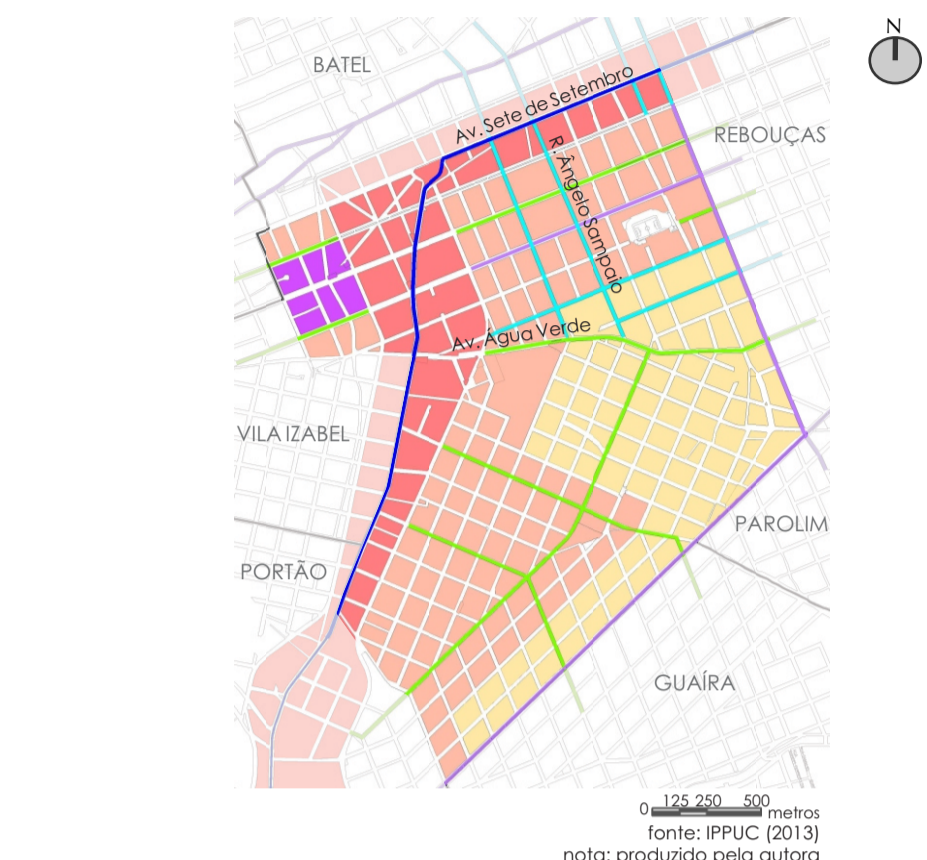 N
BATEL
Av. Sete de Setembro
REBOUÇAS
R. Ângelo Sampaio
Av. Água Verde
VILA IZABEL
PAROLIM
PORTÃO
GUAÍRA
0 125 250 500 metros
fonte: IPPUC (2013)
nota: produzido pela autora